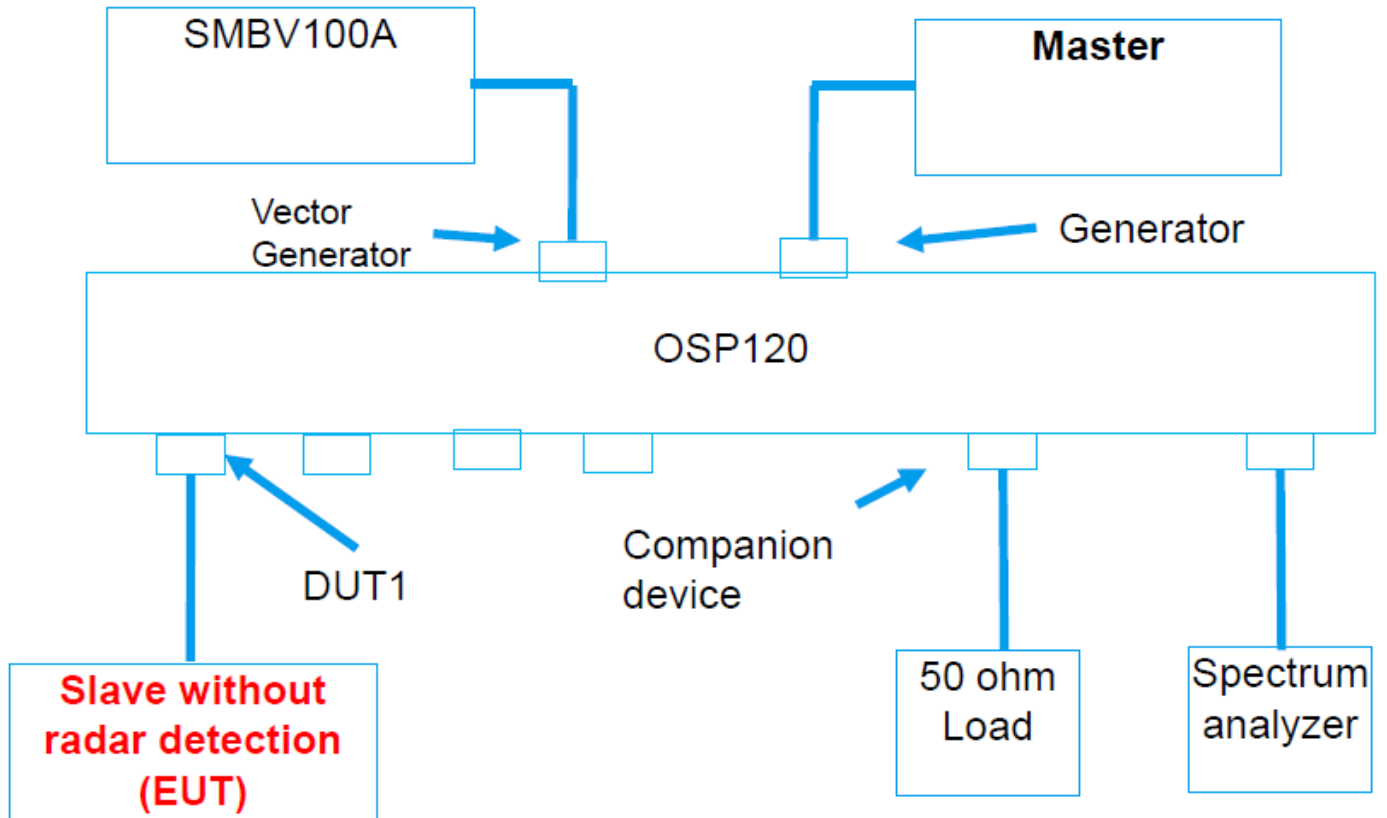 SMBV100A
Master
Vector
Generator
Generator
OSP120
DUT1
Companion
device
Slave without
radar detection
(EUT)
50 ohm
Load
Spectrum
analyzer